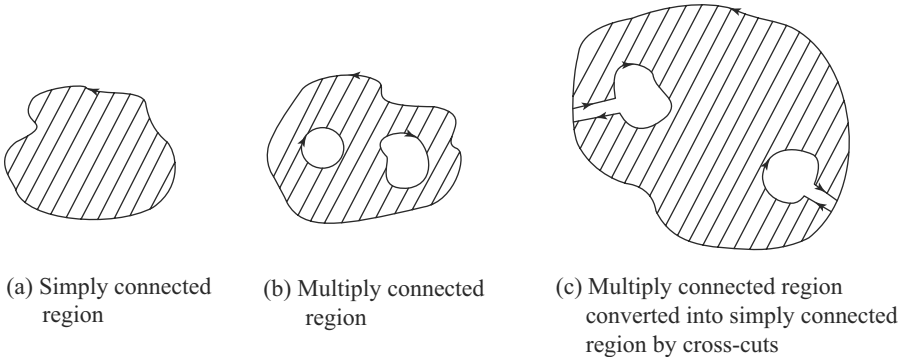 (a) Simply connected
region
(b) Multiply connected
region
(c) Multiply connected region
converted into simply connected
region by cross-cuts